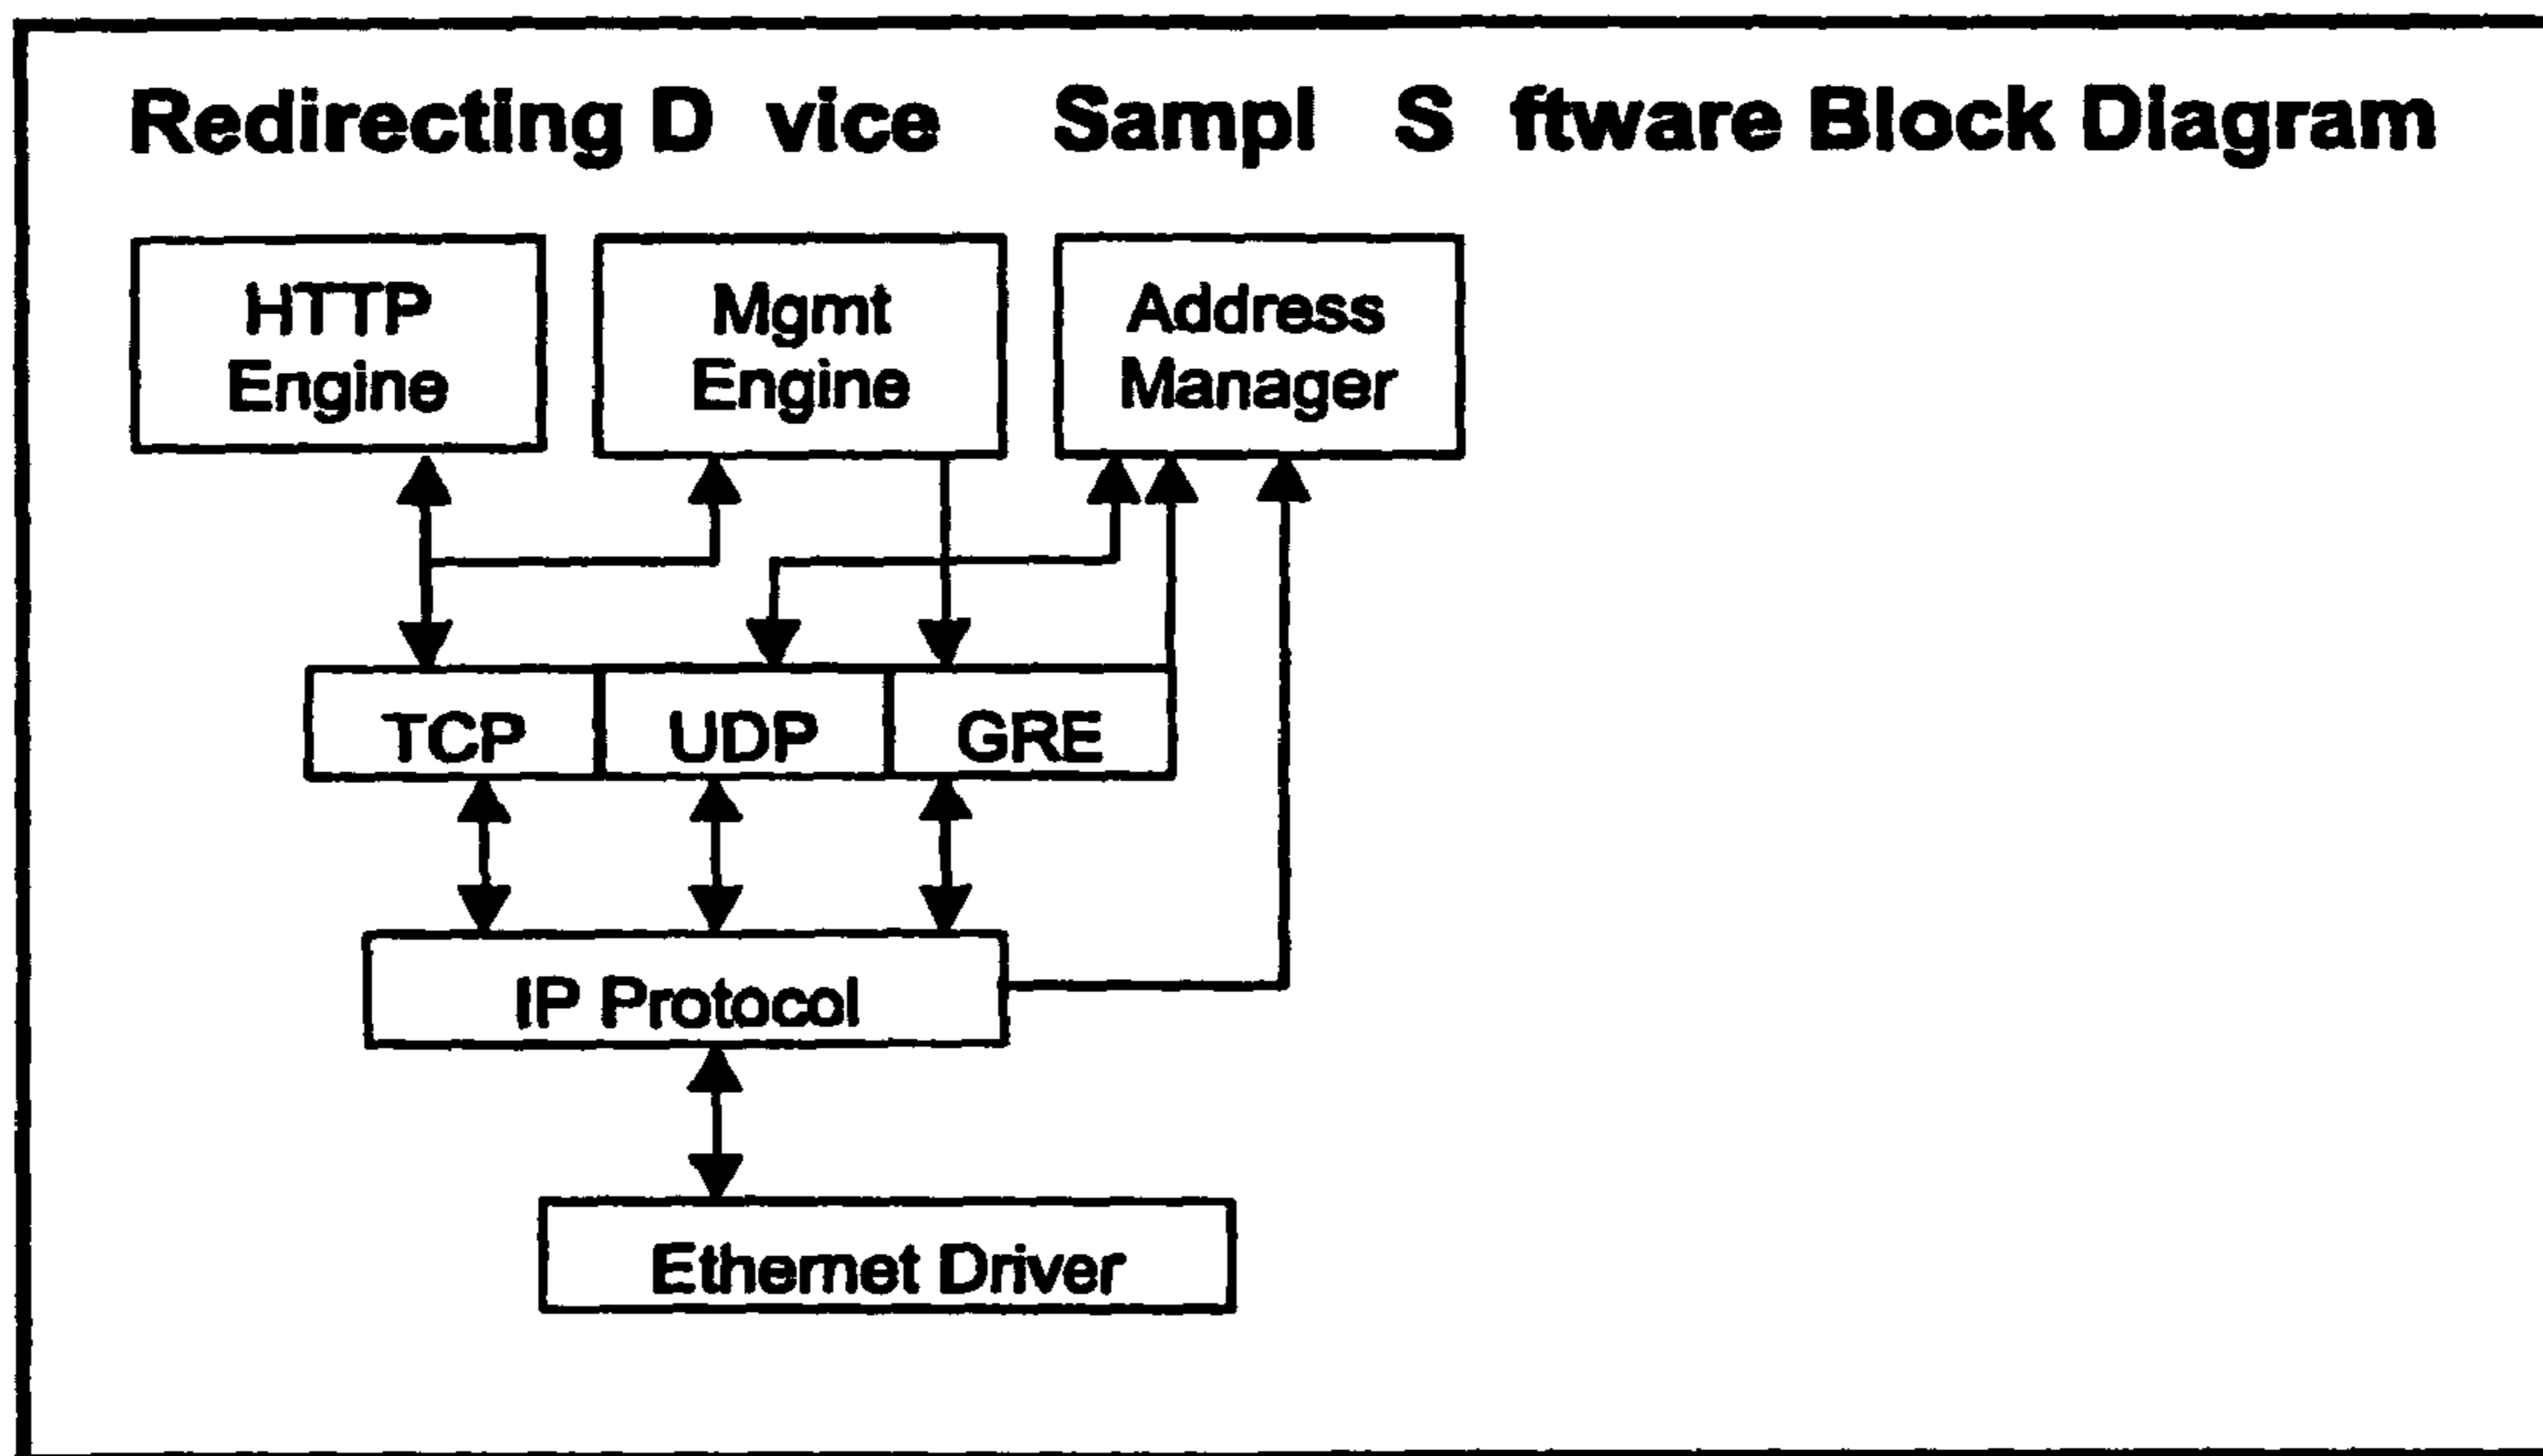 Redirecting D vice Sampl S ftware Block Diagram
HTTP
Engine
Mgmt
Engine
Address
Manager
TCP
UDP
GRE
IP Protocol
Ethernet Driver